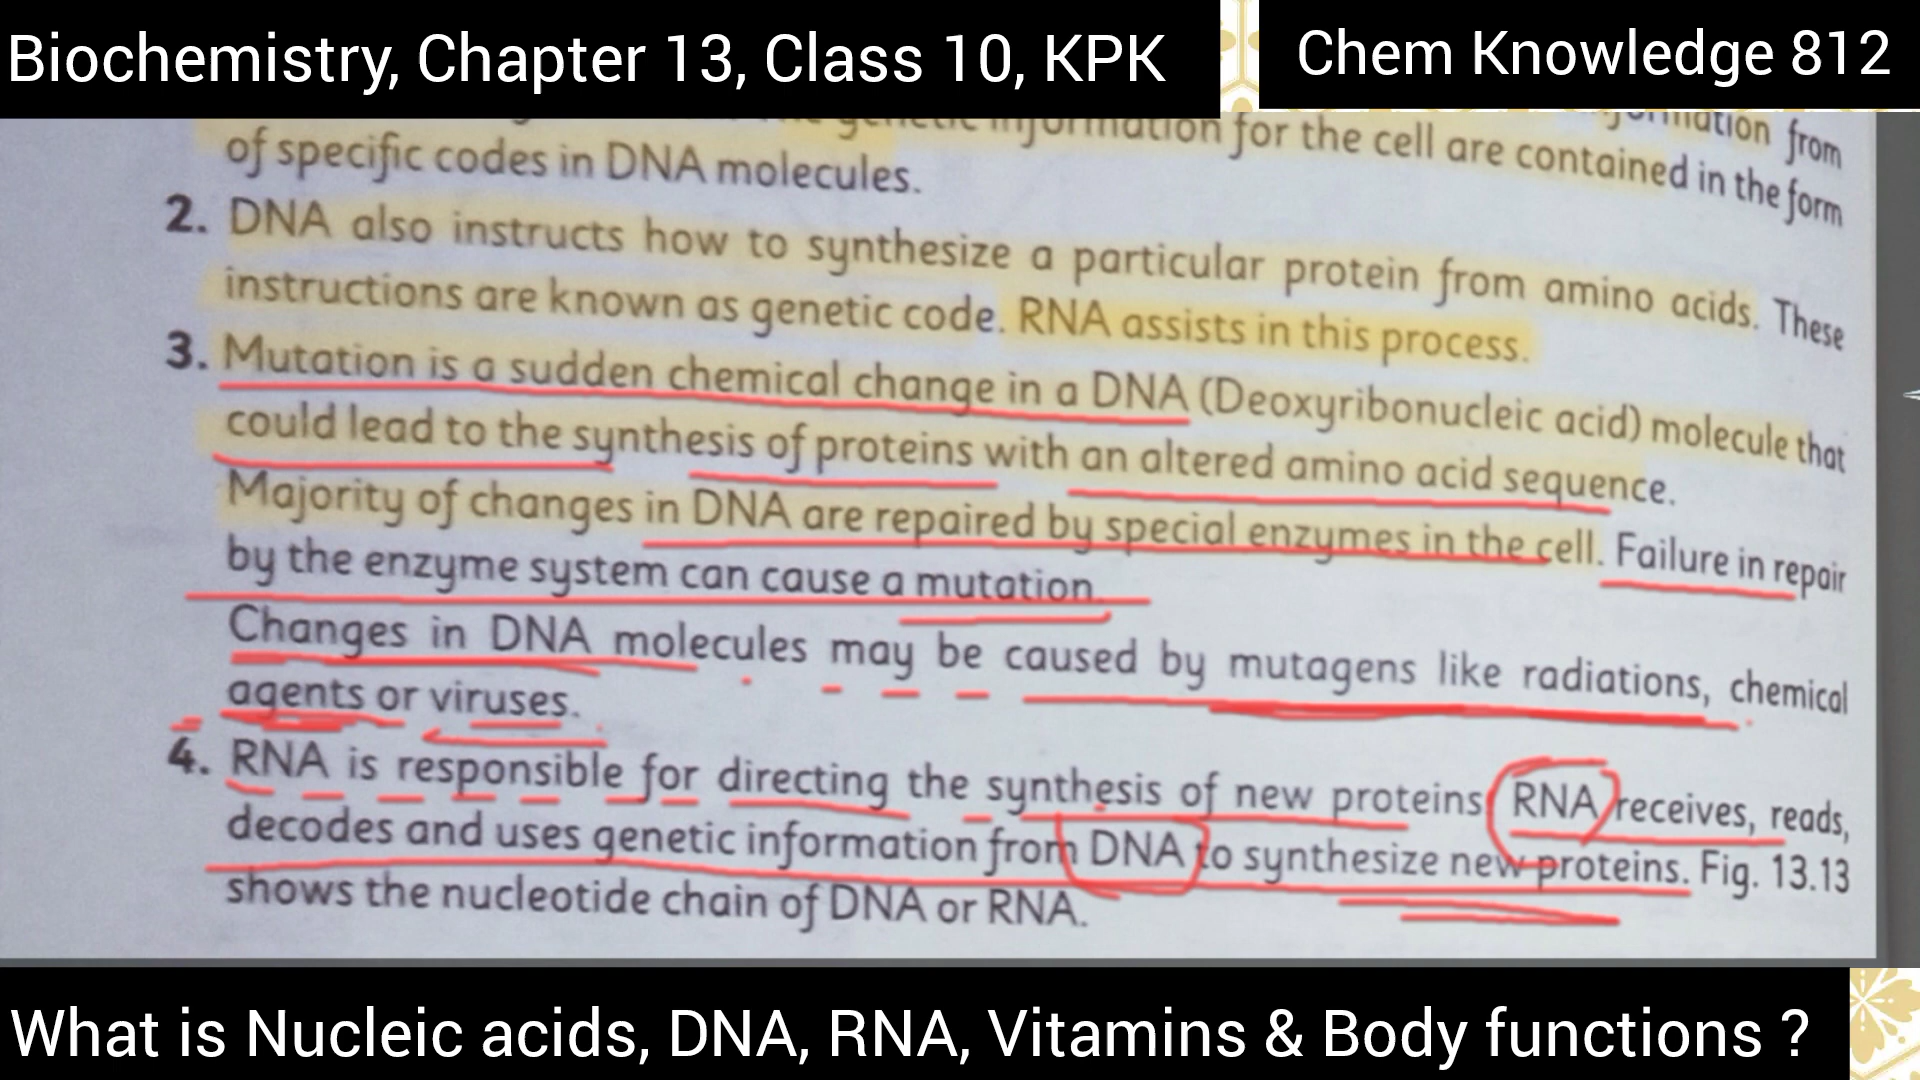 Biochemistry, Chapter 13, Class 10, KPK
Chem Knowledge 812
genetic information for the cell are contained in the form
from
of specific codes in DNA molecules.
2. DNA also instructs how to synthesize a particular protein from amino acids. These
instructions are known as genetic code. RNA assists in this process.
3. Mutation is a sudden chemical change in a DNA (Deoxyribonucleic acid) molecule that
could lead to the synthesis of proteins with an altered amino acid sequence.
Majority of changes in DNA are repaired by special enzymes in the cell. Failure in repair
by the enzyme system can cause a mutation.
Changes in DNA molecules may be caused by mutagens like radiations, chemical
agents or viruses.
4. RNA is responsible for directing the synthesis of new proteins. RNA receives, reads,
decodes and uses genetic information from DNA to synthesize new proteins. Fig. 13.13
shows the nucleotide chain of DNA or RNA.
What is Nucleic acids, DNA, RNA, Vitamins & Body functions ?